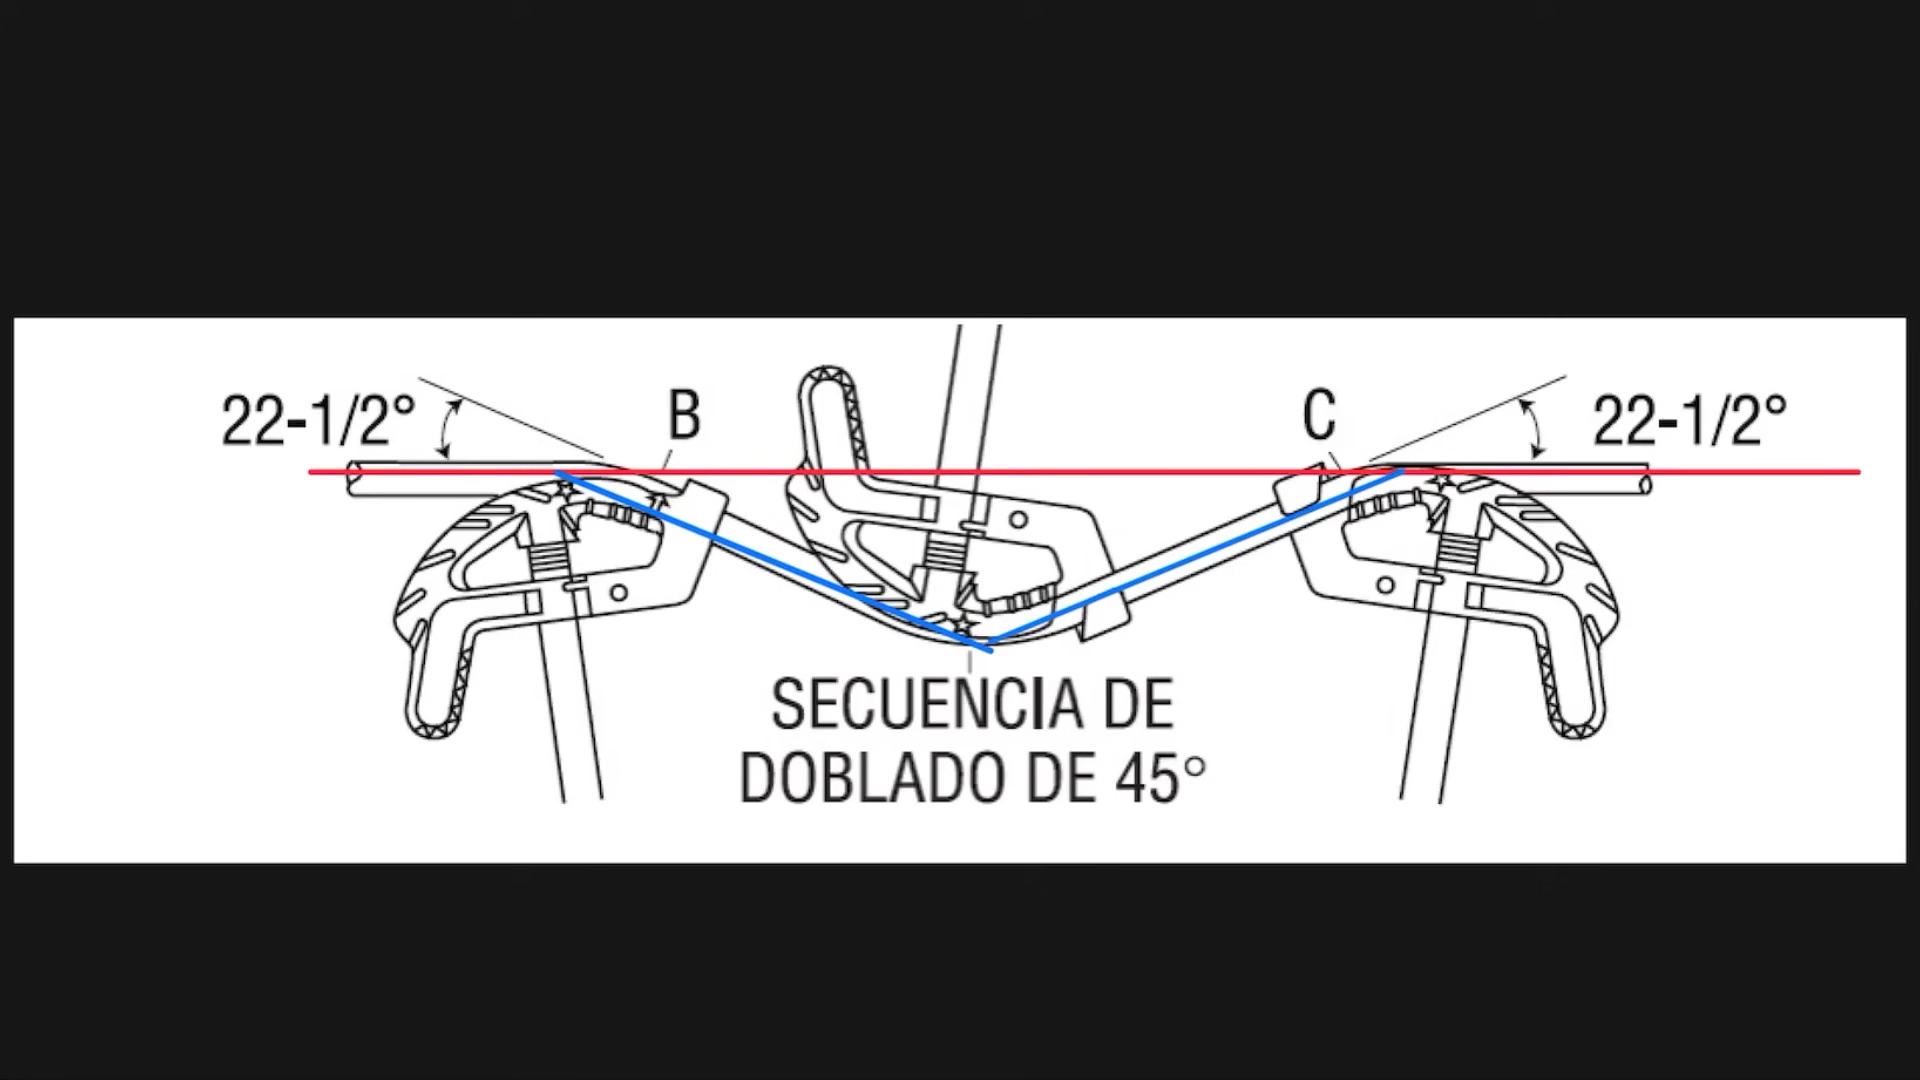 22-1/2°
B
C
22-1/2°
SECUENCIA DE
DOBLADO DE 45°